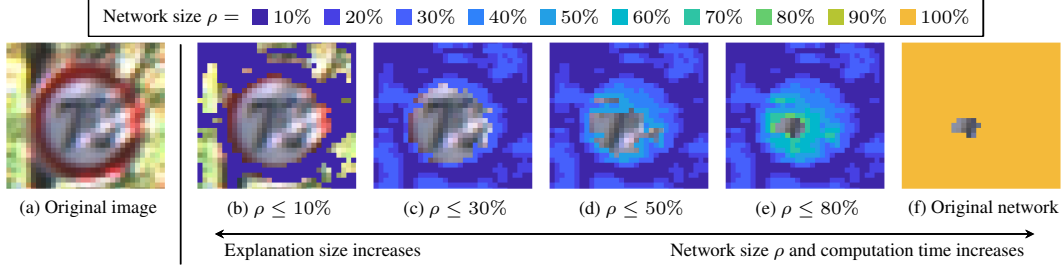 Network size ρ = 10% 20% 30% 40% 50% 60% 70% 80% 90% 100%
(a) Original image
(b) ρ ≤ 10%
(c) ρ ≤ 30%
(d) ρ ≤ 50%
(e) ρ ≤ 80%
(f) Original network
Explanation size increases
Network size ρ and computation time increases